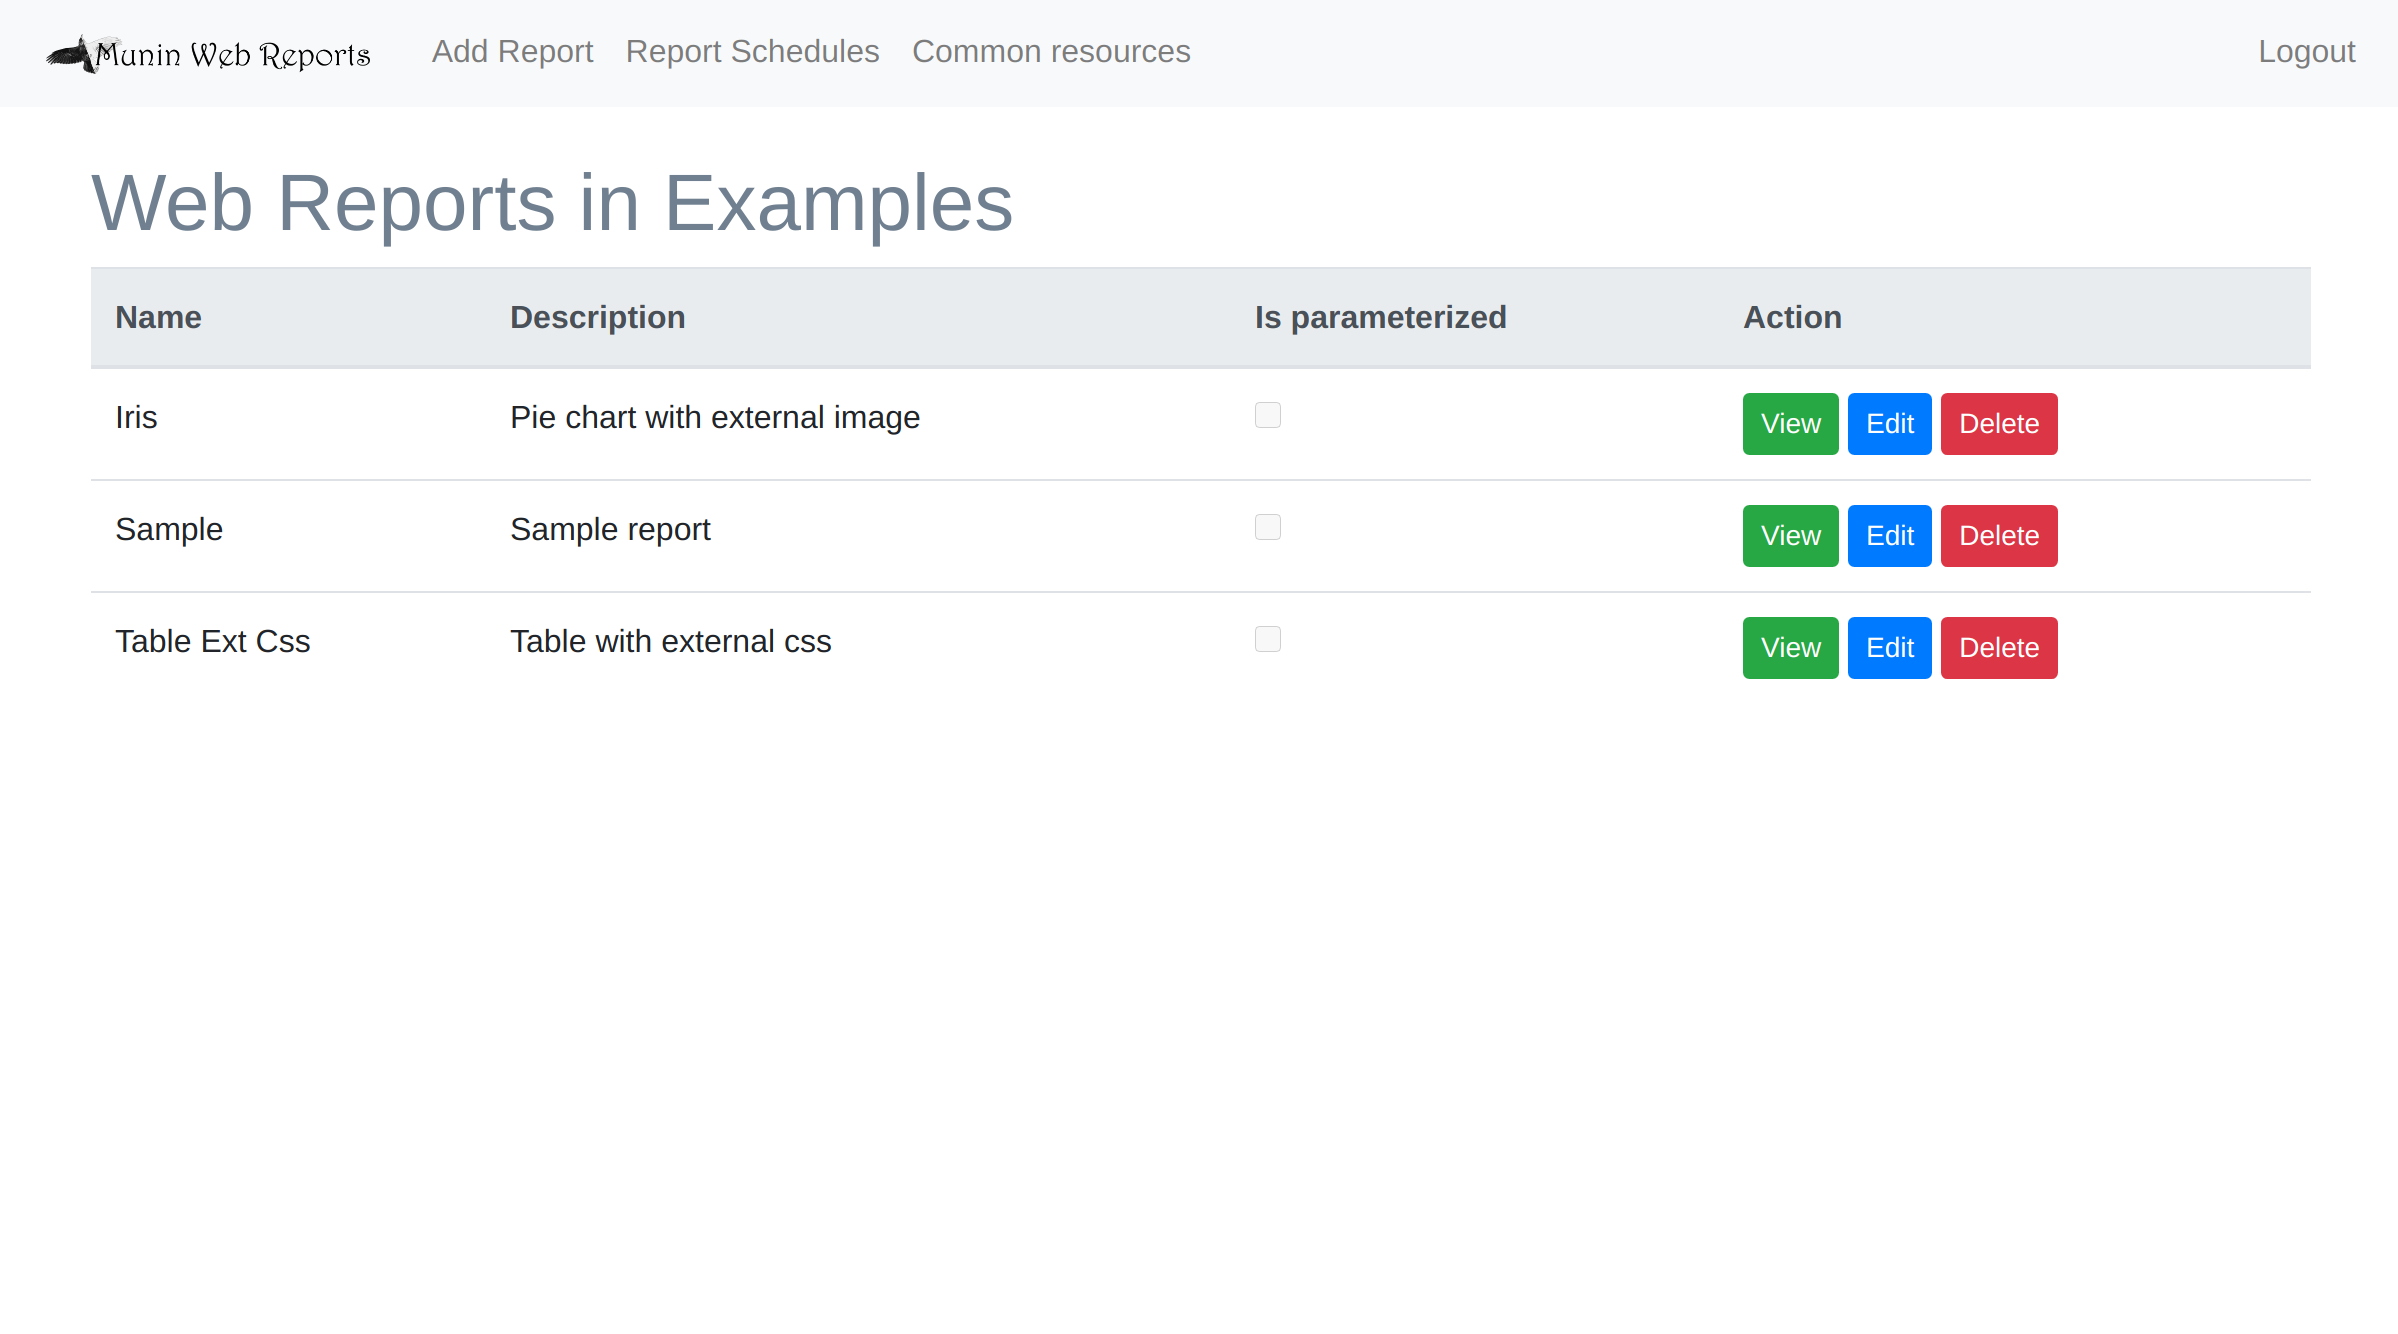 Munin Web Reports Add Report Report Schedules Common resources Logout
Web Reports in Examples
Name Description Is parameterized Action
Iris Pie chart with external image View Edit Delete
Sample Sample report View Edit Delete
Table Ext Css Table with external css View Edit Delete